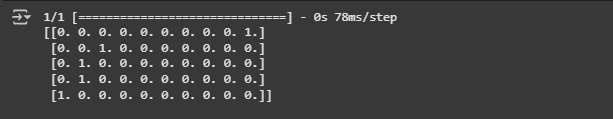 1/1 [==============================] - 0s 78ms/step
[[0. 0. 0. 0. 0. 0. 0. 0. 0. 1.]
[0. 0. 1. 0. 0. 0. 0. 0. 0. 0.]
[0. 1. 0. 0. 0. 0. 0. 0. 0. 0.]
[0. 1. 0. 0. 0. 0. 0. 0. 0. 0.]
[1. 0. 0. 0. 0. 0. 0. 0. 0. 0.]]